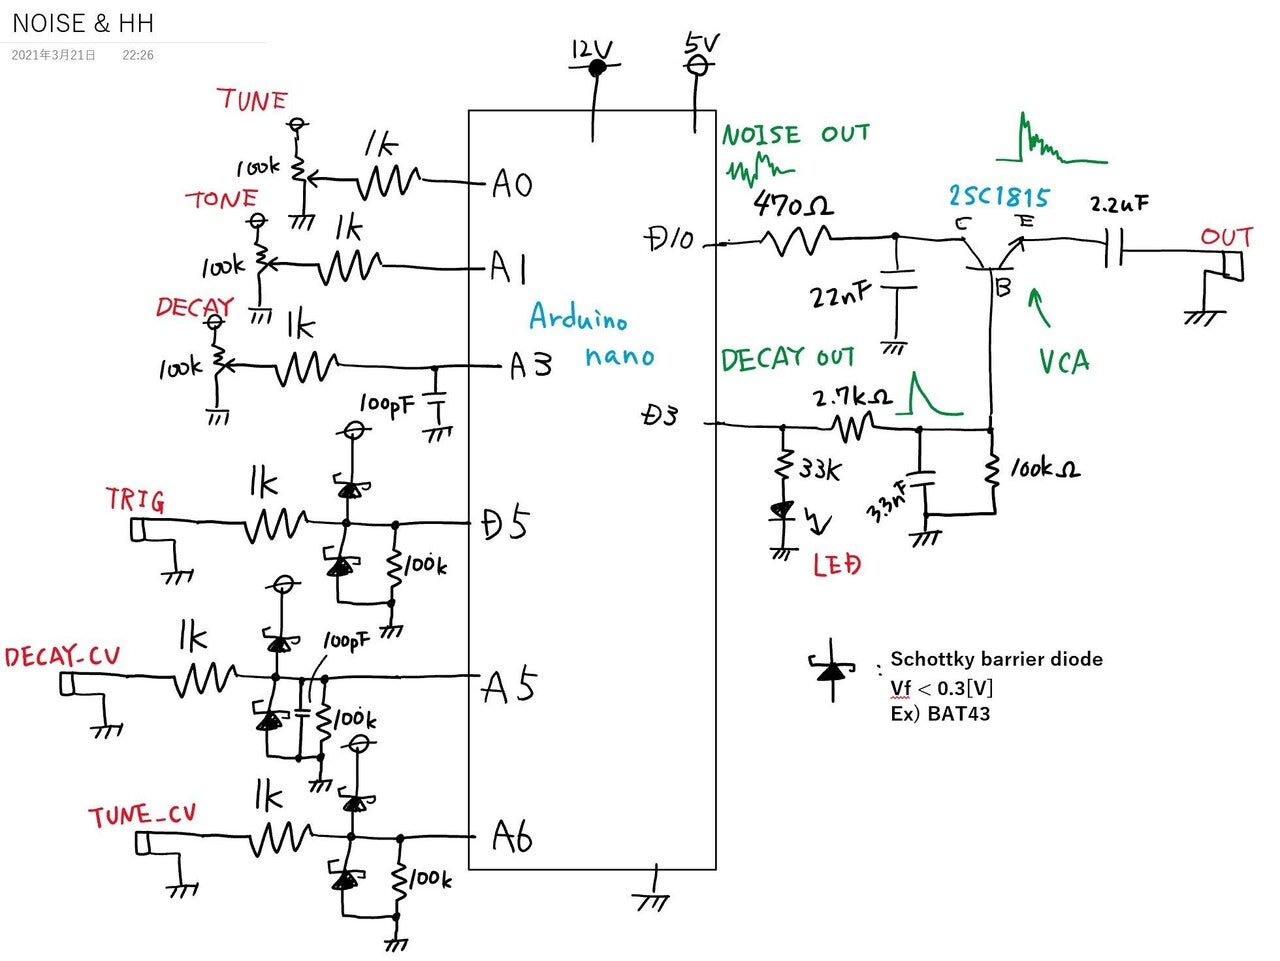 NOISE & HH
2021年3月21日 22:26
12V
5V
TUNE
100k
1k
A0
TONE
100k
1k
A1
DECAY
100k
1k
A3
100pF
Arduino
nano
TRIG
1k
D5
100k
DECAY_CV
1k
100pF
A5
100k
TUNE_CV
1k
A6
100k
NOISE OUT
D10
470Ω
22nF
2SC1815
C
E
B
2.2uF
OUT
VCA
DECAY OUT
D3
2.7kΩ
33K
LED
33nF
100kΩ
: Schottky barrier diode
Vf < 0.3[V]
Ex) BAT43